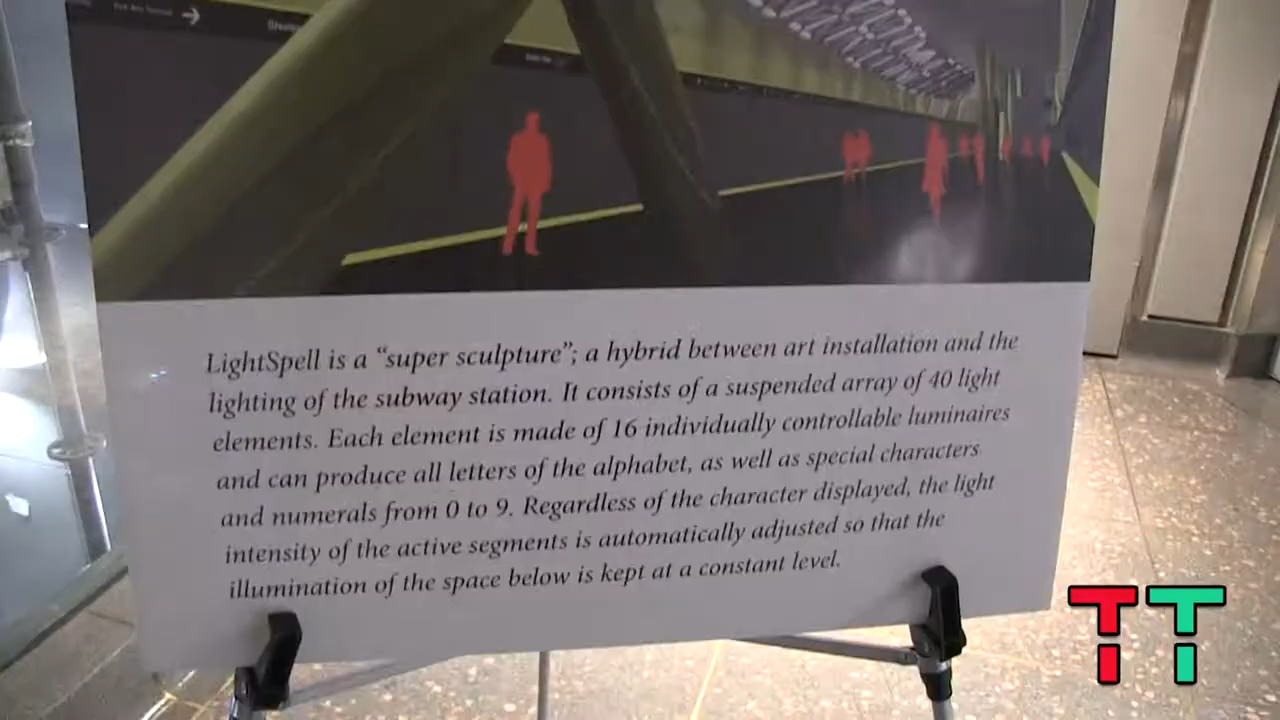 LightSpell is a “super sculpture”; a hybrid between art installation and the
lighting of the subway station. It consists of a suspended array of 40 light
elements. Each element is made of 16 individually controllable luminaires
and can produce all letters of the alphabet, as well as special characters
and numerals from 0 to 9. Regardless of the character displayed, the light
intensity of the active segments is automatically adjusted so that the
illumination of the space below is kept at a constant level.
TT